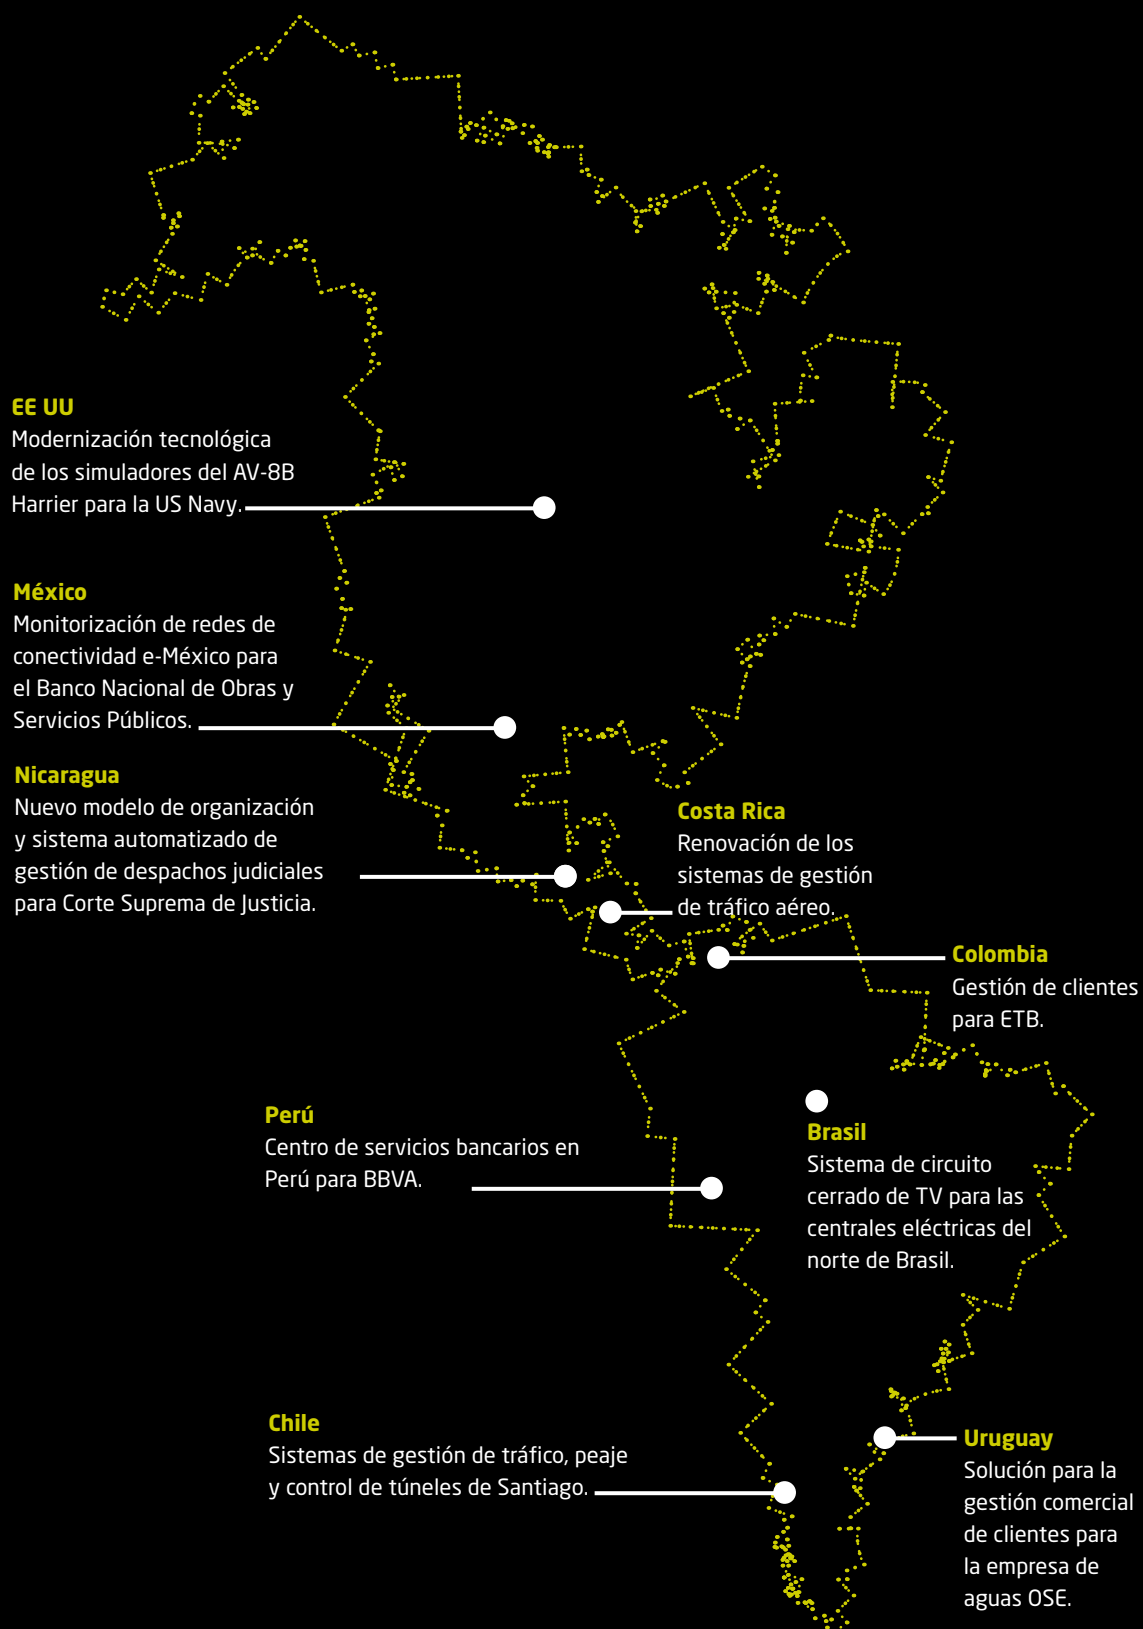 EE UU
Modernización tecnológica
de los simuladores del AV-8B
Harrier para la US Navy.
México
Monitorización de redes de
conectividad e-México para
el Banco Nacional de Obras y
Servicios Públicos.
Nicaragua
Nuevo modelo de organización
y sistema automatizado de
gestión de despachos judiciales
para Corte Suprema de Justicia.
Costa Rica
Renovación de los
sistemas de gestión
de tráfico aéreo.
Colombia
Gestión de clientes
para ETB.
Perú
Centro de servicios bancarios en
Perú para BBVA.
Brasil
Sistema de circuito
cerrado de TV para las
centrales eléctricas del
norte de Brasil.
Chile
Sistemas de gestión de tráfico, peaje
y control de túneles de Santiago.
Uruguay
Solución para la
gestión comercial
de clientes para
la empresa de
aguas OSE.